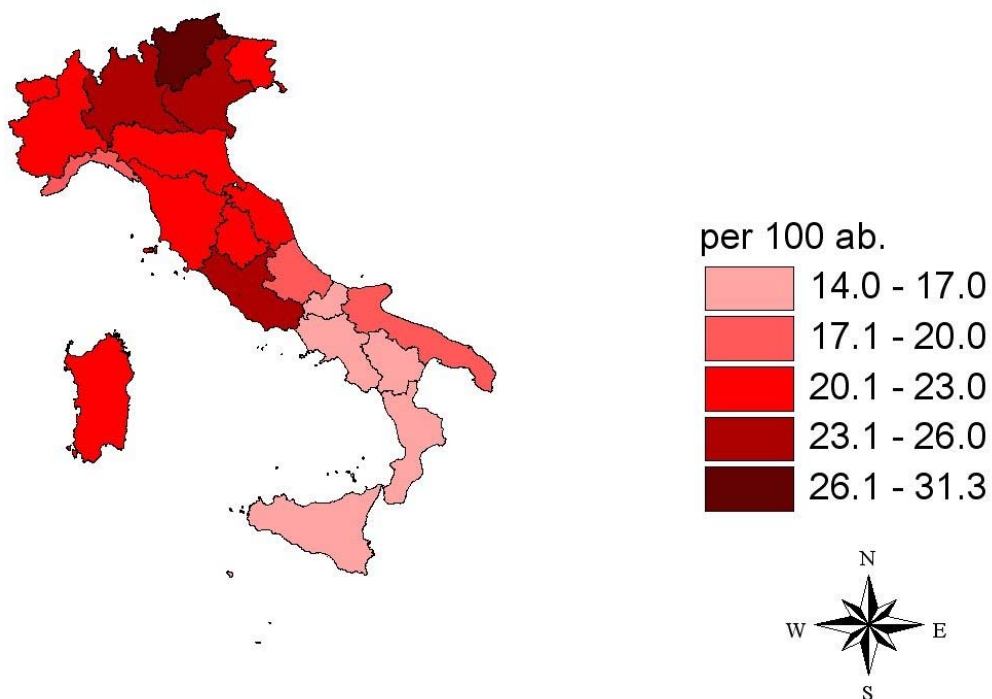 per 100 ab.
14.0 - 17.0
17.1 - 20.0
20.1 - 23.0
23.1 - 26.0
26.1 - 31.3
N
W E
S